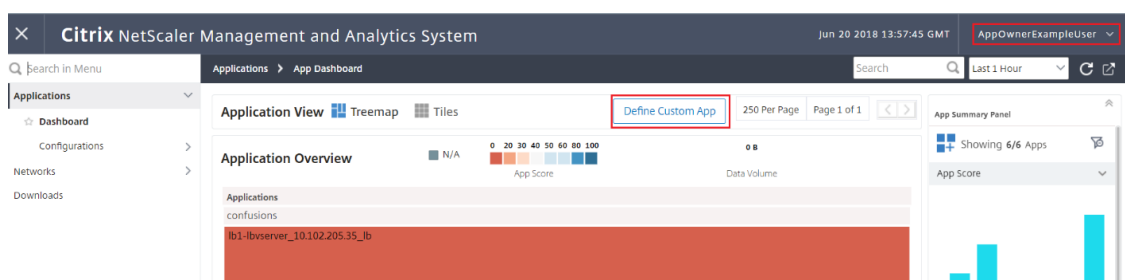 Citrix NetScaler Management and Analytics System
Jun 20 2018 13:57:45 GMT
AppOwnerExampleUser
Search in Menu
Applications > App Dashboard
Search
Last 1 Hour
Applications
Dashboard
Configurations
Networks
Downloads
Application View Treemap Tiles
Define Custom App
250 Per Page Page 1 of 1
App Summary Panel
Showing 6/6 Apps
App Score
Application Overview
N/A
0 20 30 40 50 60 80 100
App Score
0 B
Data Volume
Applications
confusions
lb1-lbvserver_10.102.205.35_lb